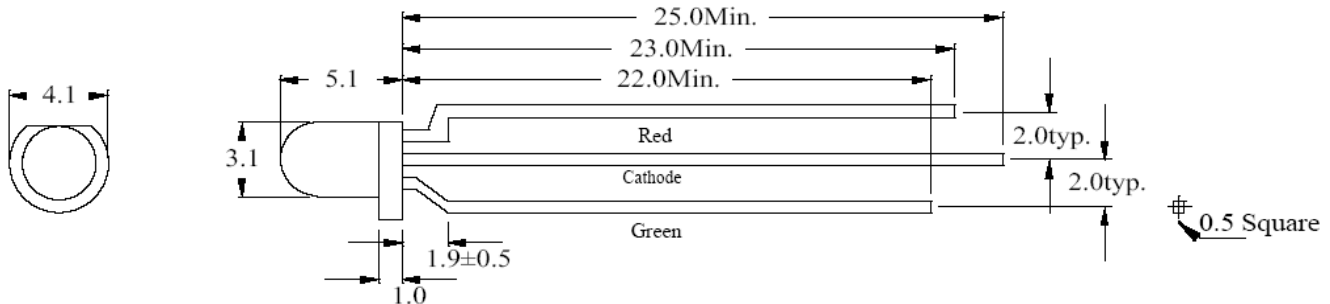 25.0Min.
23.0Min.
22.0Min.
5.1
4.1
3.1
Red
2.0typ.
Cathode
2.0typ.
Green
0.5 Square
1.9±0.5
1.0